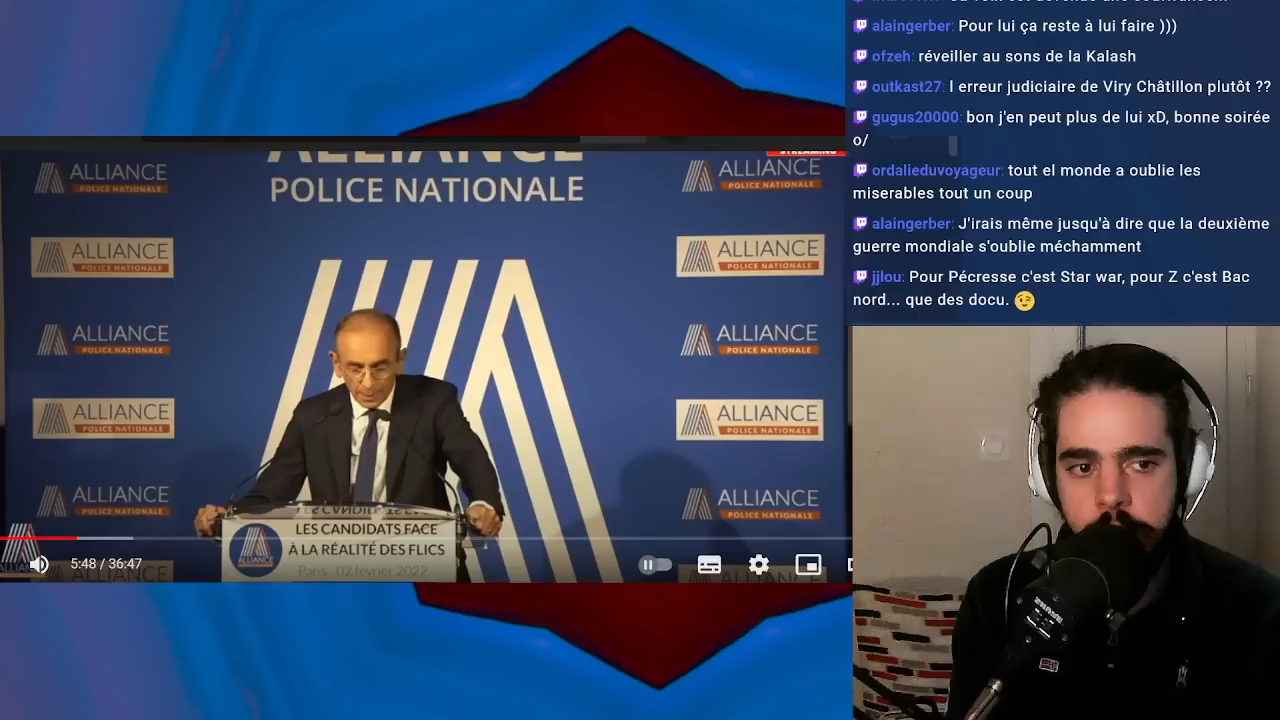 ALLIANCE
POLICE NATIONALE
STREAMING
ALLIANCE
POLICE NATIONALE
ALLIANCE
POLICE NATIONALE
ALLIANCE
POLICE NATIONALE
ALLIANCE
POLICE NATIONALE
ALLIANCE
POLICE NATIONALE
ALLIANCE
POLICE NATIONALE
ALLIANCE
POLICE NATIONALE
ALLIANCE
POLICE NATIONALE
ALLIANCE
POLICE NATIONALE
ALLIANCE
POLICE NATIONALE
LES CANDIDATS FACE
À LA RÉALITÉ DES FLICS
Paris - 02 février 2022
ALLIANCE
5:48 / 36:47
alaingerber: Pour lui ça reste à lui faire )))
ofzeh: réveiller au sons de la Kalash
outkast27: l erreur judiciaire de Viry Châtillon plutôt ??
gugus20000: bon j'en peut plus de lui xD, bonne soirée
o/
ordalieduvoyageur: tout el monde a oublie les
miserables tout un coup
alaingerber: J'irais même jusqu'à dire que la deuxième
guerre mondiale s'oublie méchamment
jjlou: Pour Pécresse c'est Star war, pour Z c'est Bac
nord... que des docu. 😉